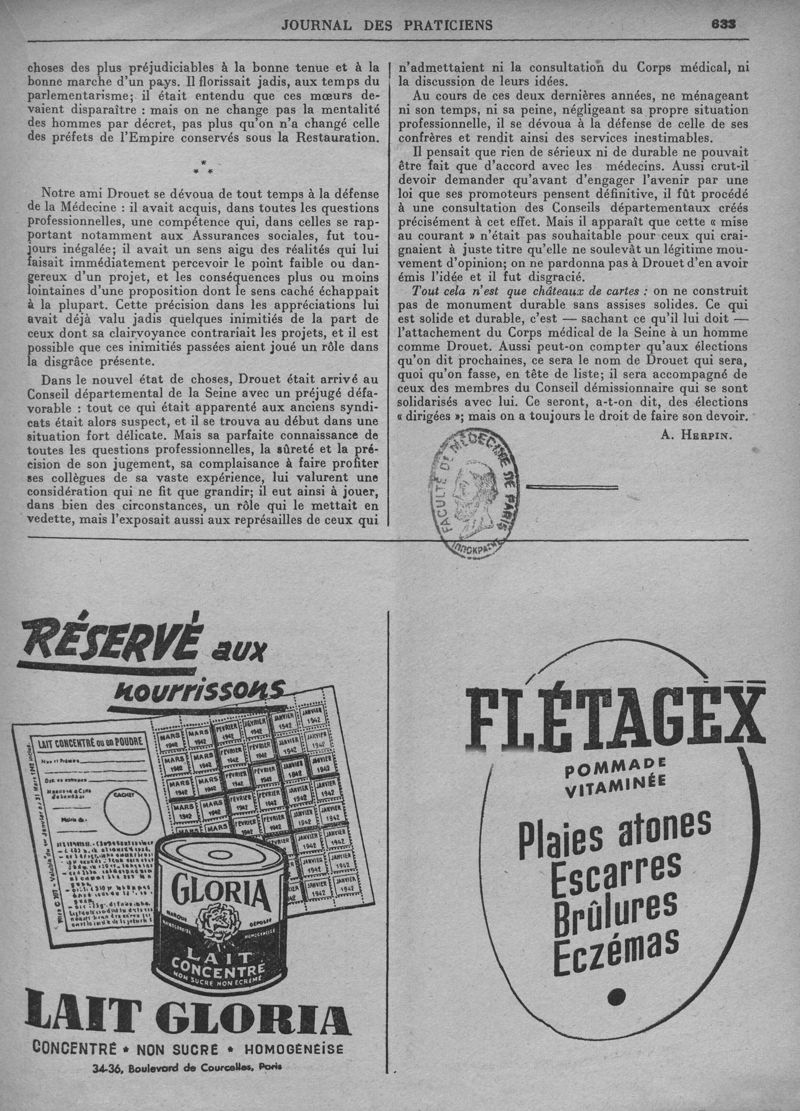 JOURNAL DES PRATICIENS
633
choses des plus préjudiciables à la bonne tenue et à la
bonne marche d'un pays. Il florissait jadis, aux temps du
parlementarisme; il était entendu que ces mœurs de-
vaient disparaître : mais on ne change pas la mentalité
des hommes par décret, pas plus qu'on n'a changé celle
des préfets de l'Empire conservés sous la Restauration.
*
* *
Notre ami Drouet se dévoua de tout temps à la défense
de la Médecine : il avait acquis, dans toutes les questions
professionnelles, une compétence qui, dans celles se rap-
portant notamment aux Assurances sociales, fut tou-
jours inégalée; il avait un sens aigu des réalités qui lui
faisait immédiatement percevoir le point faible ou dan-
gereux d'un projet, et les conséquences plus ou moins
lointaines d'une proposition dont le sens caché échappait
à la plupart. Cette précision dans les appréciations lui
avait déjà valu jadis quelques inimitiés de la part de
ceux dont sa clairvoyance contrariait les projets, et il est
possible que ces inimitiés passées aient joué un rôle dans
la disgrâce présente.
Dans le nouvel état de choses, Drouet était arrivé au
Conseil départemental de la Seine avec un préjugé défa-
vorable : tout ce qui était apparenté aux anciens syndi-
cats était alors suspect, et il se trouva au début dans une
situation fort délicate. Mais sa parfaite connaissance de
toutes les questions professionnelles, la sûreté et la pré-
cision de son jugement, sa complaisance à faire profiter
ses collègues de sa vaste expérience, lui valurent une
considération qui ne fit que grandir; il eut ainsi à jouer,
dans bien des circonstances, un rôle qui le mettait en
vedette, mais l'exposait aussi aux représailles de ceux qui
n'admettaient ni la consultation du Corps médical, ni
la discussion de leurs idées.
Au cours de ces deux dernières années, ne ménageant
ni son temps, ni sa peine, négligeant sa propre situation
professionnelle, il se dévoua à la défense de celle de ses
confrères et rendit ainsi des services inestimables.
Il pensait que rien de sérieux ni de durable ne pouvait
être fait que d'accord avec les médecins. Aussi crut-il
devoir demander qu'avant d'engager l'avenir par une
loi que ses promoteurs pensent définitive, il fût procédé
à une consultation des Conseils départementaux créés
précisément à cet effet. Mais il apparaît que cette « mise
au courant » n'était pas souhaitable pour ceux qui crai-
gnaient à juste titre qu'elle ne soulevât un légitime mou-
vement d'opinion; on ne pardonna pas à Drouet d'en avoir
émis l'idée et il fut disgracié.
Tout cela n'est que châteaux de cartes : on ne construit
pas de monument durable sans assises solides. Ce qui
est solide et durable, c'est — sachant ce qu'il lui doit —
l'attachement du Corps médical de la Seine à un homme
comme Drouet. Aussi peut-on compter qu'aux élections
qu'on dit prochaines, ce sera le nom de Drouet qui sera,
quoi qu'on fasse, en tête de liste; il sera accompagné de
ceux des membres du Conseil démissionnaire qui se sont
solidarisés avec lui. Ce seront, a-t-on dit, des élections
« dirigées »; mais on a toujours le droit de faire son devoir.
A. HERPIN.
FACULTÉ DE MÉDECINE DE PARIS
RÉSERVÉ aux
nourrissons
LAIT CONCENTRÉ OU EN POUDRE
CACHET
MARS 1942
FÉVRIER 1942
JANVIER 1942
GLORIA
MARQUE DÉPOSÉE
HOMOGÉNÉISÉ
LAIT
CONCENTRÉ
NON SUCRÉ NON ÉCRÉMÉ
LAIT GLORIA
CONCENTRÉ * NON SUCRÉ * HOMOGÉNÉISÉ
34-36, Boulevard de Courcelles, Paris
FLÉTAGEX
POMMADE
VITAMINÉE
Plaies atones
Escarres
Brûlures
Eczémas